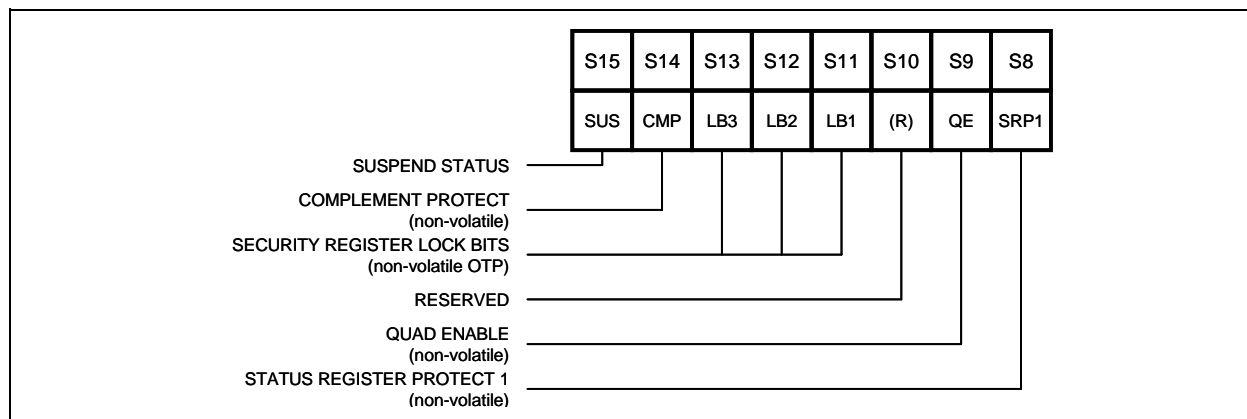 S15 S14 S13 S12 S11 S10 S9 S8
SUS CMP LB3 LB2 LB1 (R) QE SRP1
SUSPEND STATUS
COMPLEMENT PROTECT
(non-volatile)
SECURITY REGISTER LOCK BITS
(non-volatile OTP)
RESERVED
QUAD ENABLE
(non-volatile)
STATUS REGISTER PROTECT 1
(non-volatile)